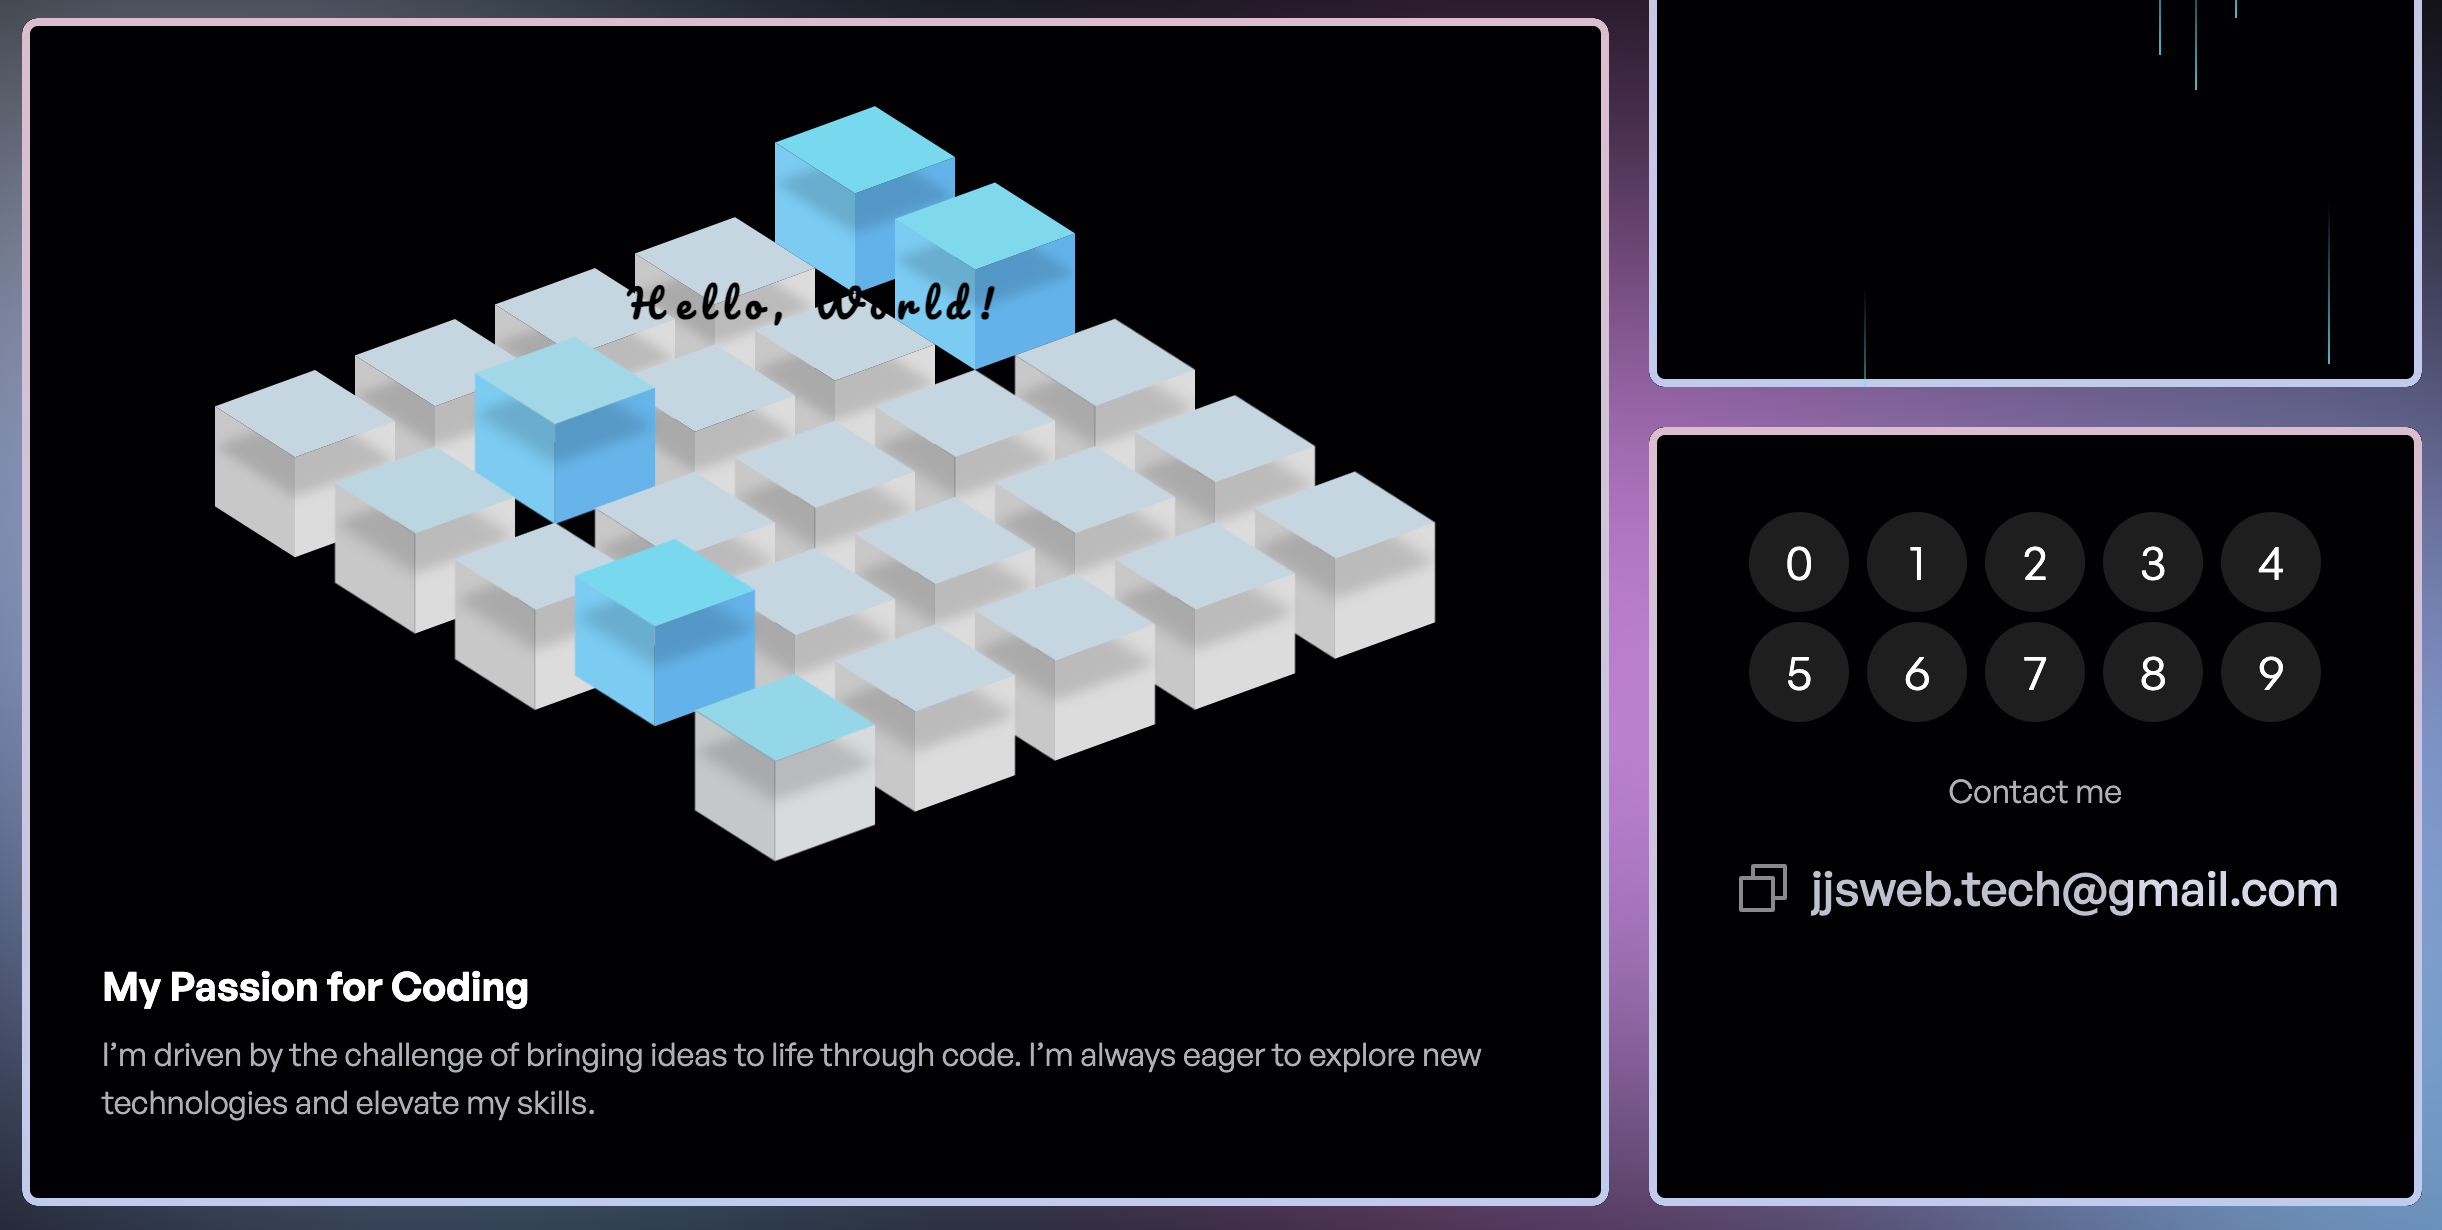 Hello, World!
My Passion for Coding
I’m driven by the challenge of bringing ideas to life through code. I’m always eager to explore new
technologies and elevate my skills.
0 1 2 3 4
5 6 7 8 9
Contact me
jjsweb.tech@gmail.com